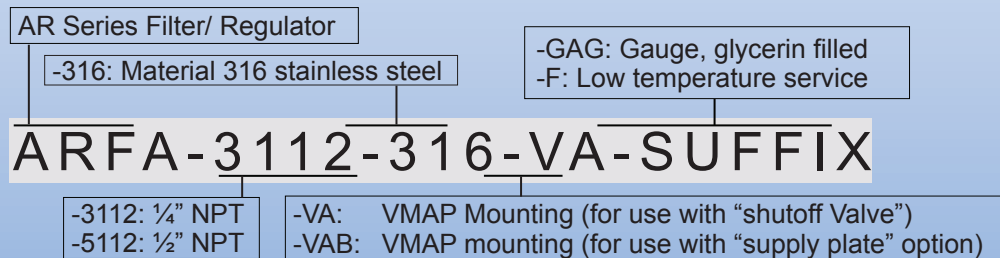 AR Series Filter/ Regulator
-316: Material 316 stainless steel
-GAG: Gauge, glycerin filled
-F: Low temperature service
ARFA-3112-316-VA-SUFFIX
-3112: ¼” NPT
-5112: ½” NPT
-VA: VMAP Mounting (for use with “shutoff Valve”)
-VAB: VMAP mounting (for use with “supply plate” option)